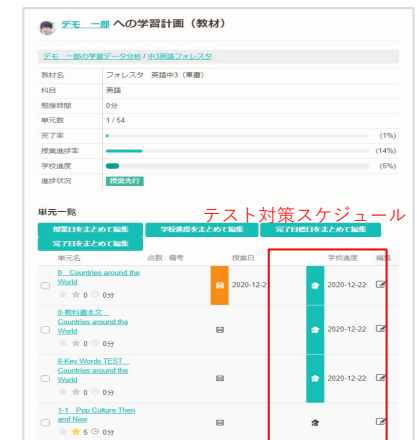 デモ 一郎 への学習計画（教材）
デモ 一郎の学習データ分析 / 中3英語フォレスタ
教材名 フォレスタ 英語中3（東書）
科目 英語
勉強時間 0分
単元数 1 / 54
完了率 (1%)
授業進捗率 (14%)
学校進度 (5%)
進捗状況 授業先行
単元一覧
テスト対策スケジュール
授業日をまとめて編集 学校進度をまとめて編集 完了目標日をまとめて編集
完了日をまとめて編集
単元名 点数 : 備考 授業日 学校進度 編集
0 Countries around the
World 2020-12-21 2020-12-22
0 0分
0-教科書本文
Countries around the
World 2020-12-22
0 0分
0-Key Words TEST
Countries around the
World 2020-12-22
0 0分
1-1 Pop Culture Then
and Now
5 0分